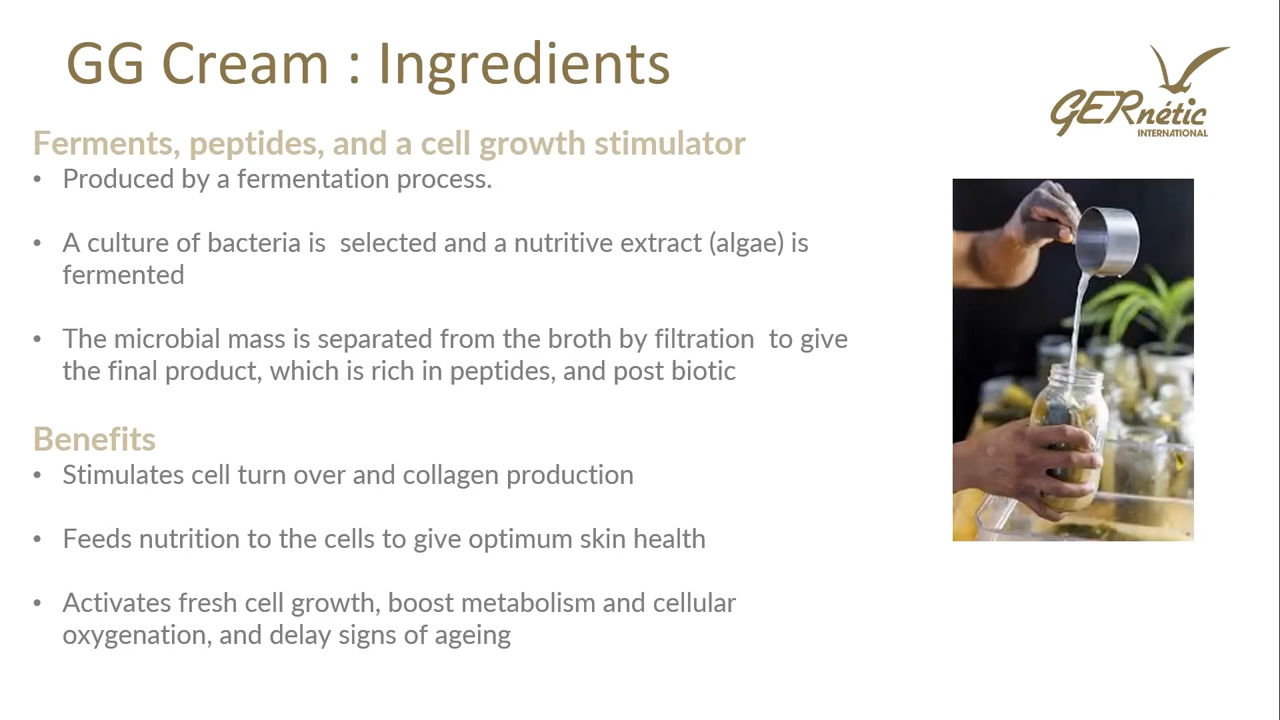 GG Cream : Ingredients
GERnétic
INTERNATIONAL
Ferments, peptides, and a cell growth stimulator
• Produced by a fermentation process.
• A culture of bacteria is  selected and a nutritive extract (algae) is
fermented
• The microbial mass is separated from the broth by filtration  to give
the final product, which is rich in peptides, and post biotic
Benefits
• Stimulates cell turn over and collagen production
• Feeds nutrition to the cells to give optimum skin health
• Activates fresh cell growth, boost metabolism and cellular
oxygenation, and delay signs of ageing